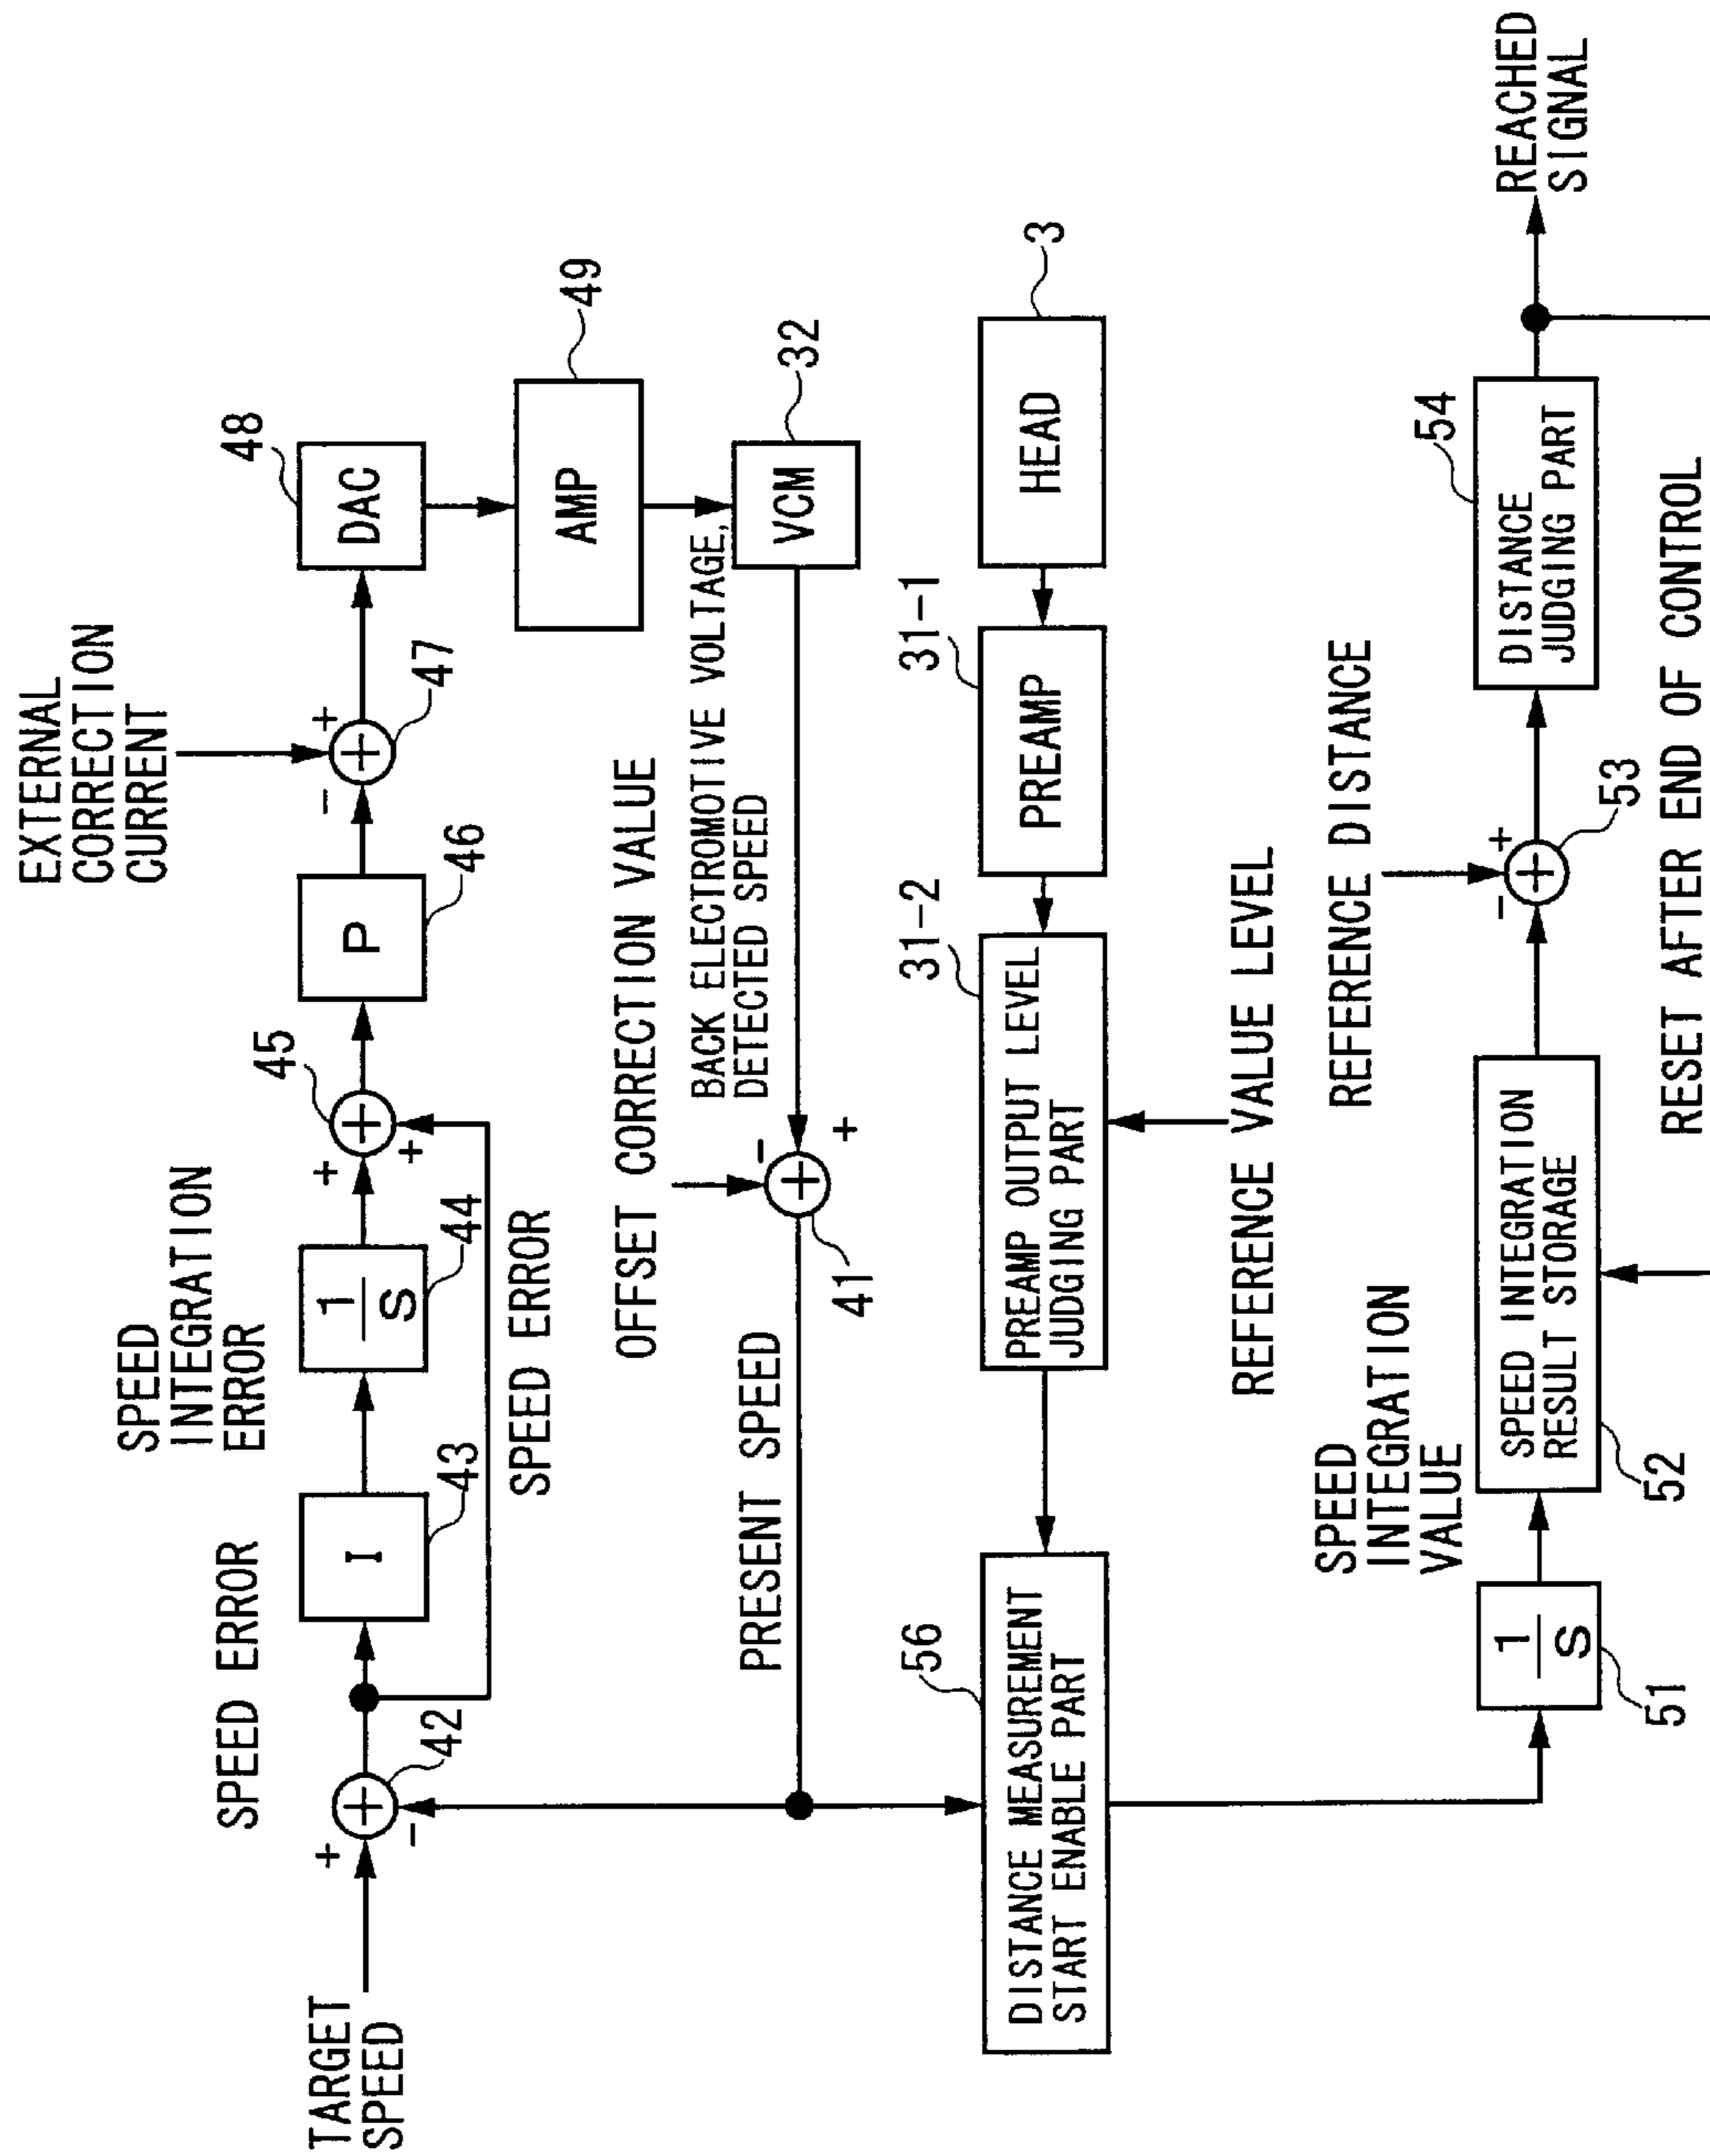 EXTERNAL
CORRECTION
CURRENT
SPEED
INTEGRATION
ERROR
SPEED ERROR
TARGET
SPEED
+
-
+
42
I
43
1
S
44
+
+
+
45
P
46
-
+
+
47
DAC
48
SPEED ERROR
AMP
49
OFFSET CORRECTION VALUE
BACK ELECTROMOTIVE VOLTAGE,
DETECTED SPEED
VCM
32
PRESENT SPEED
-
+
+
41
DISTANCE MEASUREMENT
START ENABLE PART
56
PREAMP OUTPUT LEVEL
JUDGING PART
31-2
PREAMP
31-1
HEAD
3
REFERENCE VALUE LEVEL
SPEED
INTEGRATION
VALUE
REFERENCE DISTANCE
1
S
51
SPEED INTEGRATION
RESULT STORAGE
52
-
+
+
53
DISTANCE
JUDGING PART
54
REACHED
SIGNAL
RESET AFTER END OF CONTROL